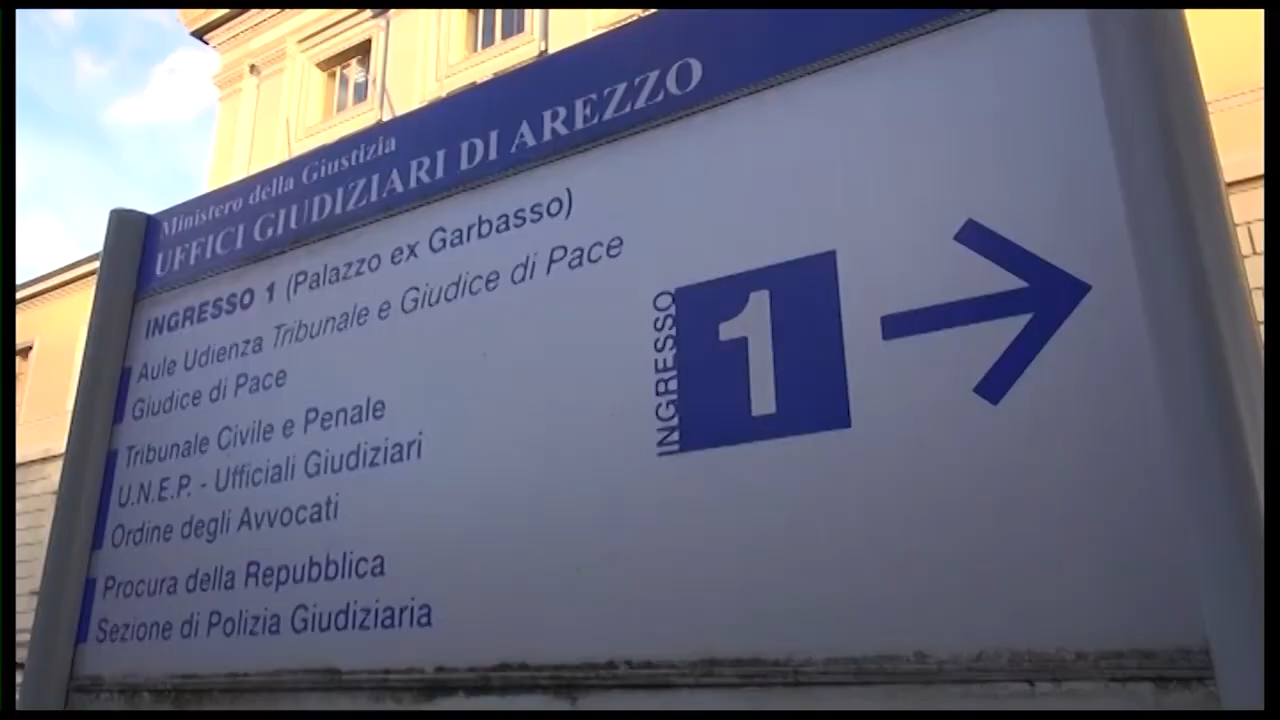 Ministero della Giustizia
UFFICI GIUDIZIARI DI AREZZO
INGRESSO 1 (Palazzo ex Garbasso)
Aule Udienza Tribunale e Giudice di Pace
Giudice di Pace
Tribunale Civile e Penale
U.N.E.P. - Ufficiali Giudiziari
Ordine degli Avvocati
Procura della Repubblica
Sezione di Polizia Giudiziaria
INGRESSO
1